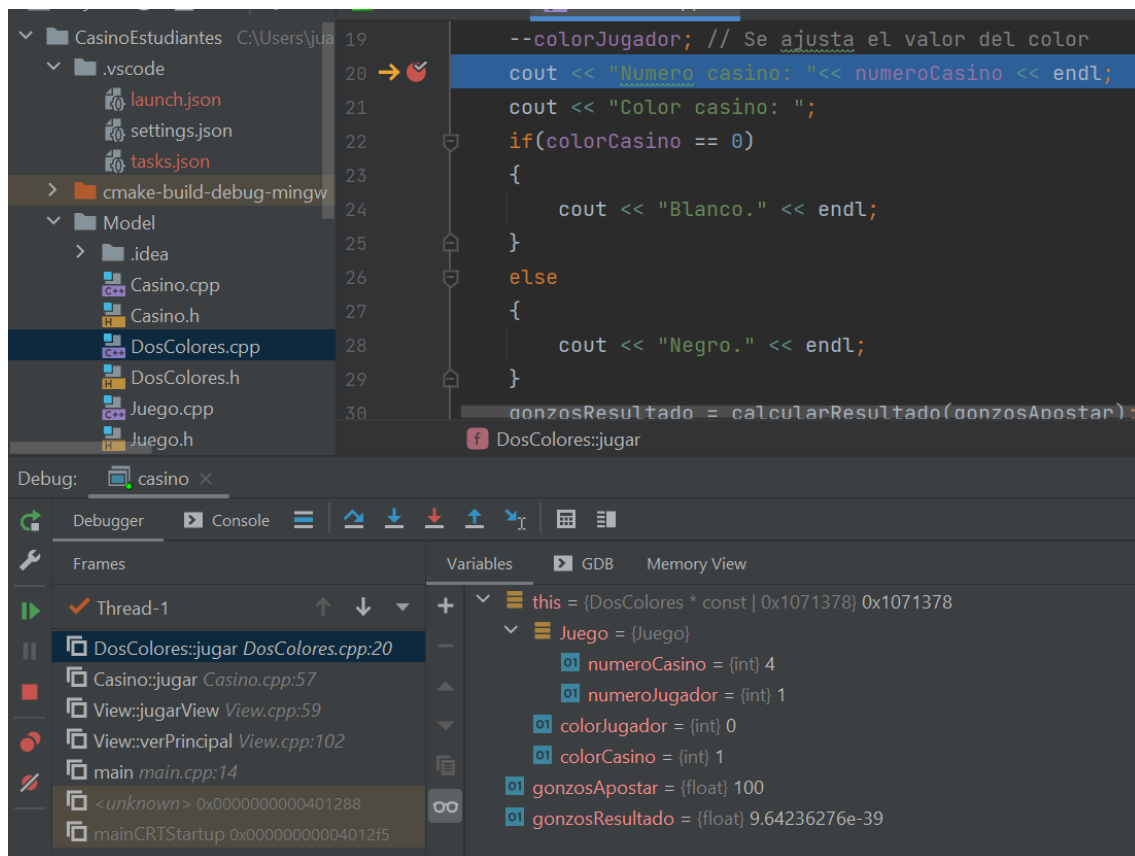 CasinoEstudiantes C:\Users\jua
.vscode
launch.json
settings.json
tasks.json
cmake-build-debug-mingw
Model
.idea
Casino.cpp
Casino.h
DosColores.cpp
DosColores.h
Juego.cpp
Juego.h
19 --colorJugador; // Se ajusta el valor del color
20 cout << "Numero casino: "<< numeroCasino << endl;
21 cout << "Color casino: ";
22 if(colorCasino == 0)
23 {
24 cout << "Blanco." << endl;
25 }
26 else
27 {
28 cout << "Negro." << endl;
29 }
30 gonzosResultado = calcularResultado(gonzosApostar);
f DosColores::jugar
Debug: casino
Debugger Console
Frames
Thread-1
DosColores::jugar DosColores.cpp:20
Casino::jugar Casino.cpp:57
View::jugarView View.cpp:59
View::verPrincipal View.cpp:102
main main.cpp:14
<unknown> 0x0000000000401288
mainCRTStartup 0x00000000004012f5
Variables GDB Memory View
this = {DosColores * const | 0x1071378} 0x1071378
Juego = {Juego}
numeroCasino = {int} 4
numeroJugador = {int} 1
colorJugador = {int} 0
colorCasino = {int} 1
gonzosApostar = {float} 100
gonzosResultado = {float} 9.64236276e-39